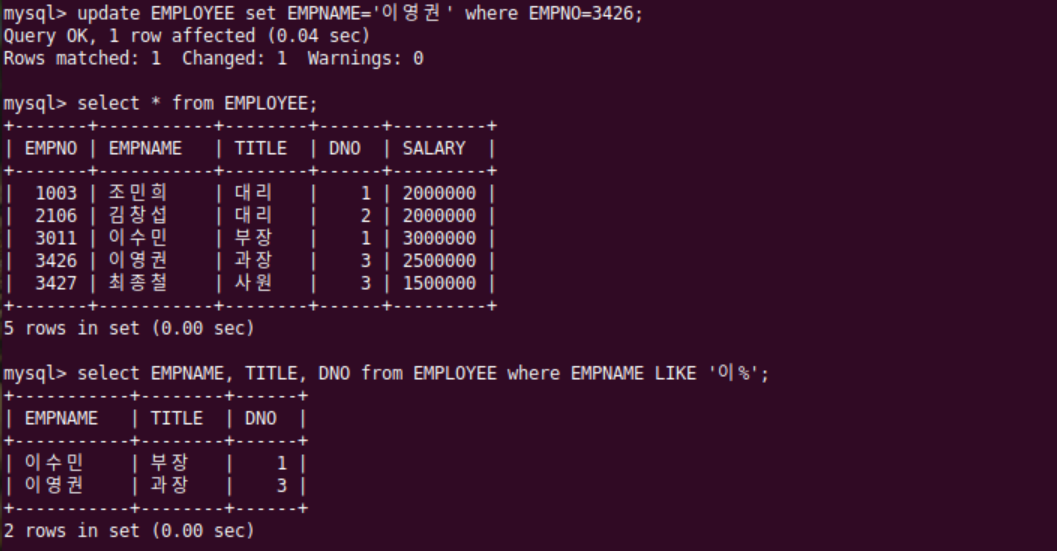 mysql> update EMPLOYEE set EMPNAME='이영권' where EMPNO=3426;
Query OK, 1 row affected (0.04 sec)
Rows matched: 1  Changed: 1  Warnings: 0
mysql> select * from EMPLOYEE;
+-------+-----------+--------+------+---------+
| EMPNO | EMPNAME   | TITLE  | DNO  | SALARY  |
+-------+-----------+--------+------+---------+
|  1003 | 조민희    | 대리   |    1 | 2000000 |
|  2106 | 김창섭    | 대리   |    2 | 2000000 |
|  3011 | 이수민    | 부장   |    1 | 3000000 |
|  3426 | 이영권    | 과장   |    3 | 2500000 |
|  3427 | 최종철    | 사원   |    3 | 1500000 |
+-------+-----------+--------+------+---------+
5 rows in set (0.00 sec)
mysql> select EMPNAME, TITLE, DNO from EMPLOYEE where EMPNAME LIKE '이%';
+-----------+--------+------+
| EMPNAME   | TITLE  | DNO  |
+-----------+--------+------+
| 이수민    | 부장   |    1 |
| 이영권    | 과장   |    3 |
+-----------+--------+------+
2 rows in set (0.00 sec)